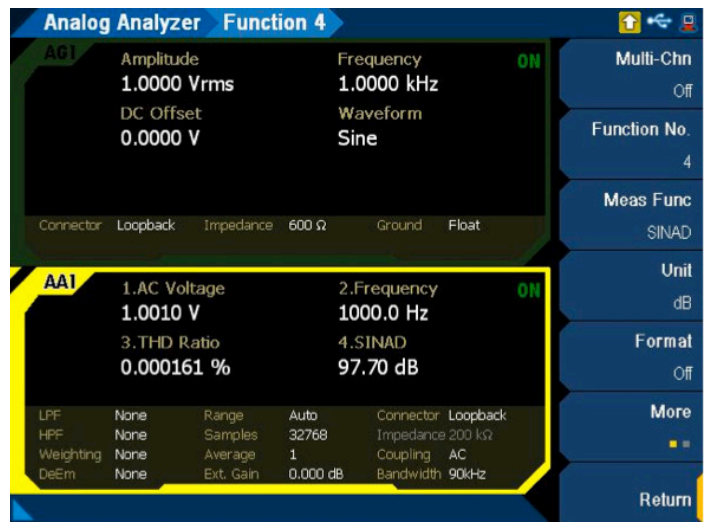 Analog Analyzer Function 4
AG1
Amplitude Frequency ON
1.0000 Vrms 1.0000 kHz
DC Offset Waveform
0.0000 V Sine
Connector Loopback Impedance 600 Ω Ground Float
AA1
1.AC Voltage 2.Frequency ON
1.0010 V 1000.0 Hz
3.THD Ratio 4.SINAD
0.000161 % 97.70 dB
LPF None Range Auto Connector Loopback
HPF None Samples 32768 Impedance 200 kΩ
Weighting None Average 1 Coupling AC
DeEm None Ext. Gain 0.000 dB Bandwidth 90kHz
Multi-Chn
Off
Function No.
4
Meas Func
SINAD
Unit
dB
Format
Off
More
Return